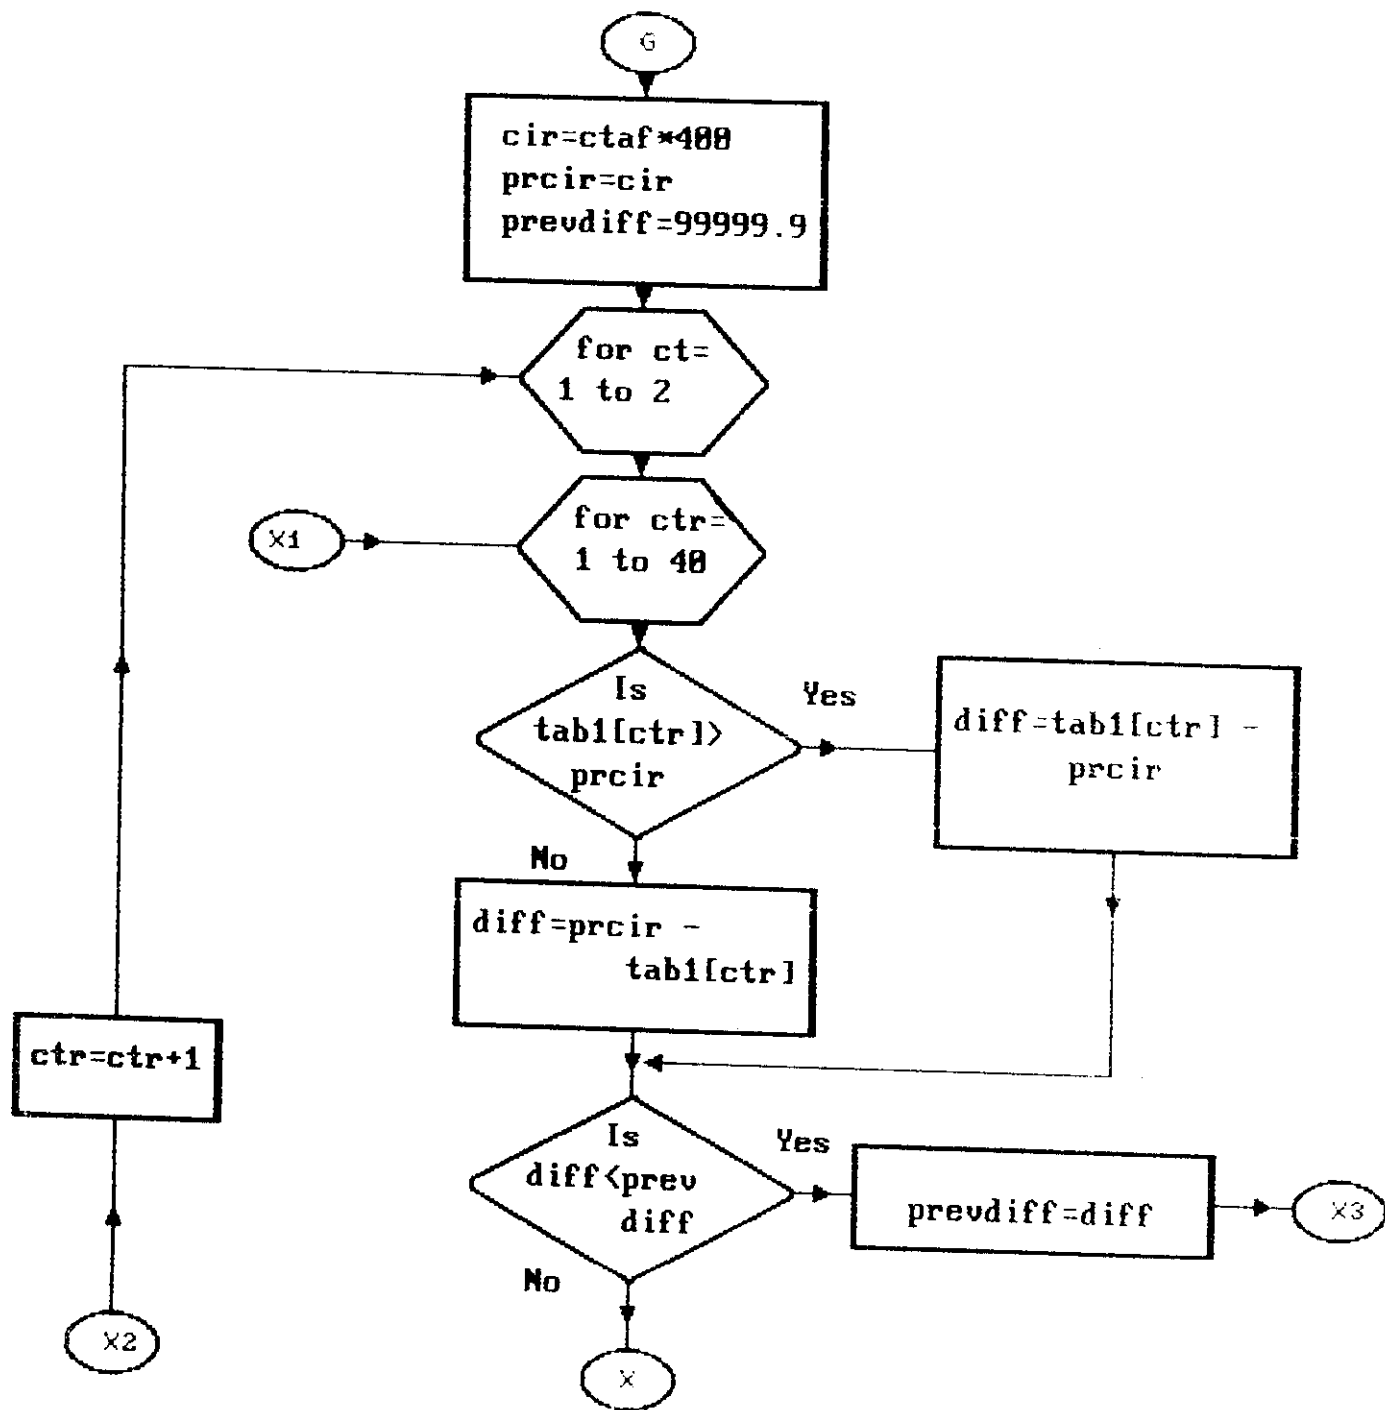 G
cir=ctaf*400
prcir=cir
prevdiff=99999.9
for ct=
1 to 2
X1
for ctr=
1 to 40
Is
tab1[ctr]>
prcir
Yes
diff=tab1[ctr] -
prcir
No
diff=prcir -
tab1[ctr]
ctr=ctr+1
Is
diff<prev
diff
Yes
prevdiff=diff
X3
No
X2
X